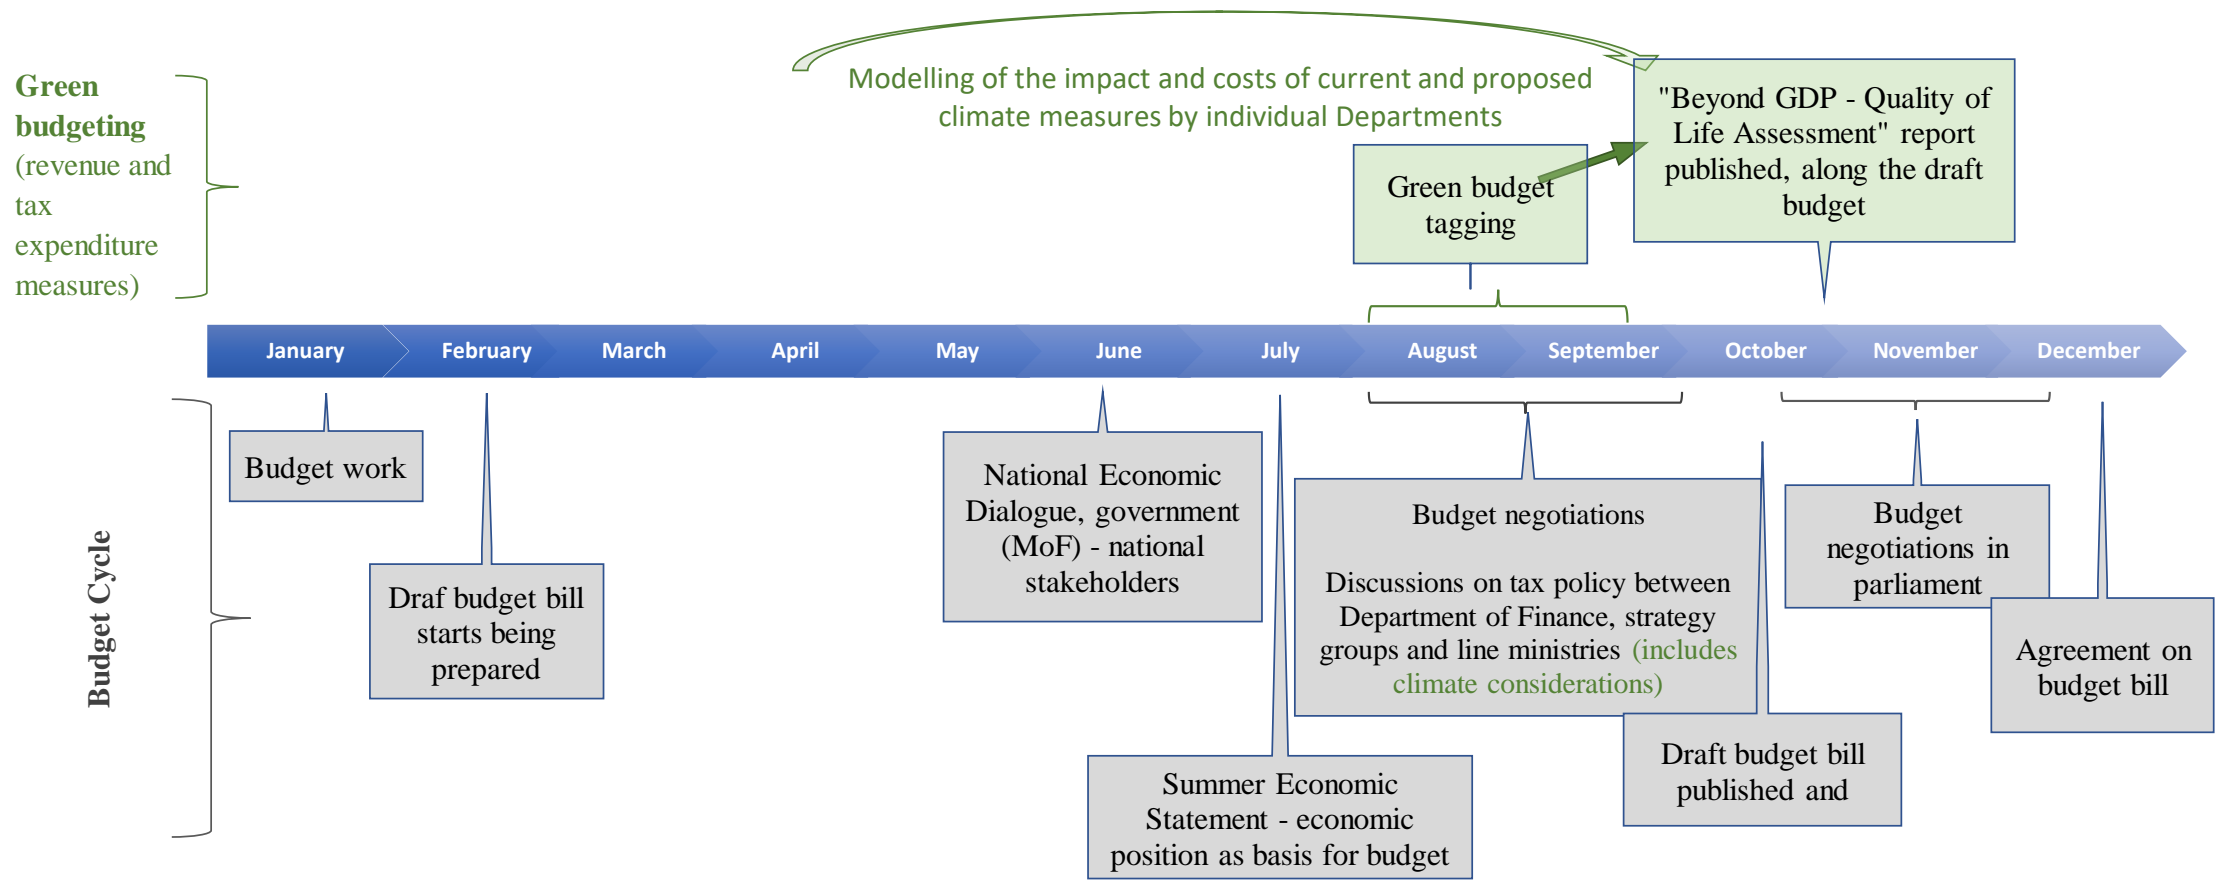 Green
budgeting
(revenue and
tax
expenditure
measures)
Modelling of the impact and costs of current and proposed
climate measures by individual Departments
Green budget
tagging
"Beyond GDP - Quality of
Life Assessment" report
published, along the draft
budget
January
February
March
April
May
June
July
August
September
October
November
December
Budget Cycle
Budget work
Draf budget bill
starts being
prepared
National Economic
Dialogue, government
(MoF) - national
stakeholders
Summer Economic
Statement - economic
position as basis for budget
Budget negotiations
Discussions on tax policy between
Department of Finance, strategy
groups and line ministries (includes
climate considerations)
Draft budget bill
published and
Budget
negotiations in
parliament
Agreement on
budget bill